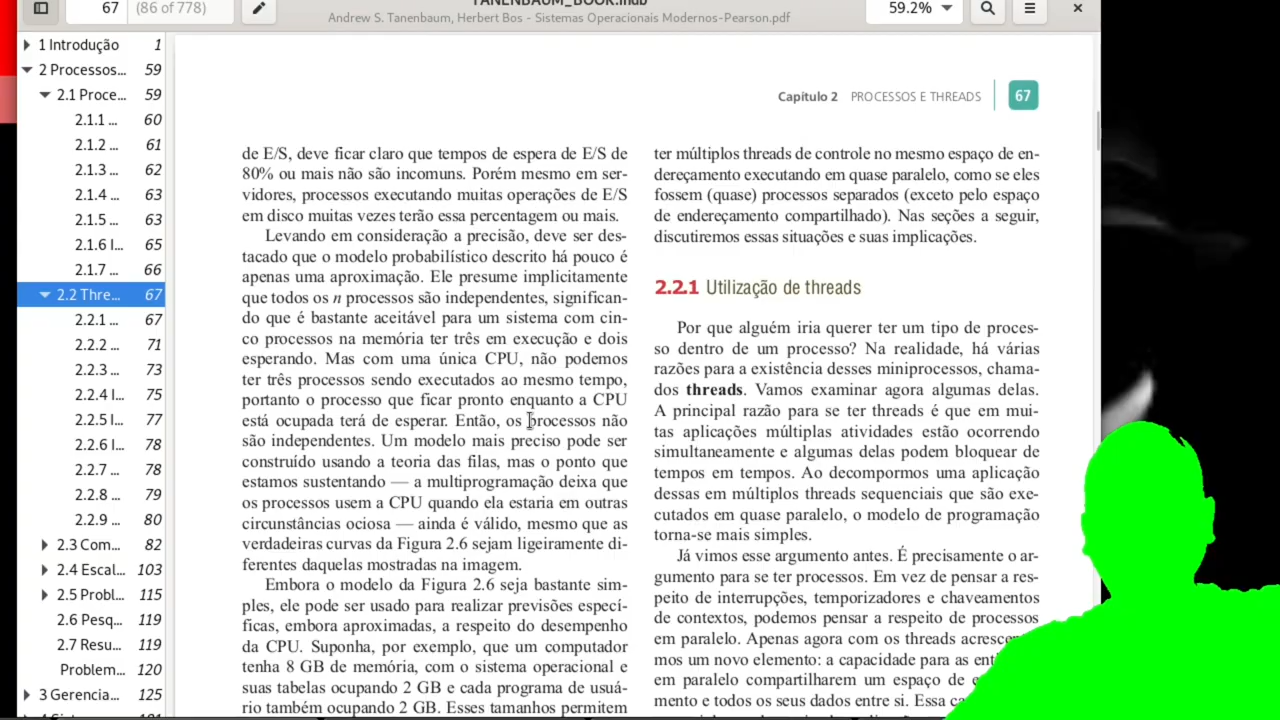 67
(86 of 778)
TANENBAUM_BOOK.indb
Andrew S. Tanenbaum, Herbert Bos - Sistemas Operacionais Modernos-Pearson.pdf
59.2%
1 Introdução 1
2 Processos... 59
2.1 Proce... 59
2.1.1 ... 60
2.1.2 ... 61
2.1.3 ... 62
2.1.4 ... 63
2.1.5 ... 63
2.1.6 I... 65
2.1.7 ... 66
2.2 Thre... 67
2.2.1 ... 67
2.2.2 ... 71
2.2.3 ... 73
2.2.4 I... 75
2.2.5 I... 77
2.2.6 I... 78
2.2.7 ... 78
2.2.8 ... 79
2.2.9 ... 80
2.3 Com... 82
2.4 Escal... 103
2.5 Probl... 115
2.6 Pesq... 119
2.7 Resu... 119
Problem... 120
3 Gerencia... 125
Capítulo 2 PROCESSOS E THREADS 67
de E/S, deve ficar claro que tempos de espera de E/S de
80% ou mais não são incomuns. Porém mesmo em ser-
vidores, processos executando muitas operações de E/S
em disco muitas vezes terão essa percentagem ou mais.
Levando em consideração a precisão, deve ser des-
tacado que o modelo probabilístico descrito há pouco é
apenas uma aproximação. Ele presume implicitamente
que todos os n processos são independentes, significan-
do que é bastante aceitável para um sistema com cin-
co processos na memória ter três em execução e dois
esperando. Mas com uma única CPU, não podemos
ter três processos sendo executados ao mesmo tempo,
portanto o processo que ficar pronto enquanto a CPU
está ocupada terá de esperar. Então, os processos não
são independentes. Um modelo mais preciso pode ser
construído usando a teoria das filas, mas o ponto que
estamos sustentando — a multiprogramação deixa que
os processos usem a CPU quando ela estaria em outras
circunstâncias ociosa — ainda é válido, mesmo que as
verdadeiras curvas da Figura 2.6 sejam ligeiramente di-
ferentes daquelas mostradas na imagem.
Embora o modelo da Figura 2.6 seja bastante sim-
ples, ele pode ser usado para realizar previsões especí-
ficas, embora aproximadas, a respeito do desempenho
da CPU. Suponha, por exemplo, que um computador
tenha 8 GB de memória, com o sistema operacional e
suas tabelas ocupando 2 GB e cada programa de usuá-
rio também ocupando 2 GB. Esses tamanhos permitem
ter múltiplos threads de controle no mesmo espaço de en-
dereçamento executando em quase paralelo, como se eles
fossem (quase) processos separados (exceto pelo espaço
de endereçamento compartilhado). Nas seções a seguir,
discutiremos essas situações e suas implicações.
2.2.1 Utilização de threads
Por que alguém iria querer ter um tipo de proces-
so dentro de um processo? Na realidade, há várias
razões para a existência desses miniprocessos, chama-
dos threads. Vamos examinar agora algumas delas.
A principal razão para se ter threads é que em mui-
tas aplicações múltiplas atividades estão ocorrendo
simultaneamente e algumas delas podem bloquear de
tempos em tempos. Ao decompormos uma aplicação
dessas em múltiplos threads sequenciais que são exe-
cutados em quase paralelo, o modelo de programação
torna-se mais simples.
Já vimos esse argumento antes. É precisamente o ar-
gumento para se ter processos. Em vez de pensar a res-
peito de interrupções, temporizadores e chaveamentos
de contextos, podemos pensar a respeito de processos
em paralelo. Apenas agora com os threads
mos um novo elemento: a capacidade para as
em paralelo compartilharem um espaço de
mento e todos os seus dados entre si. Essa